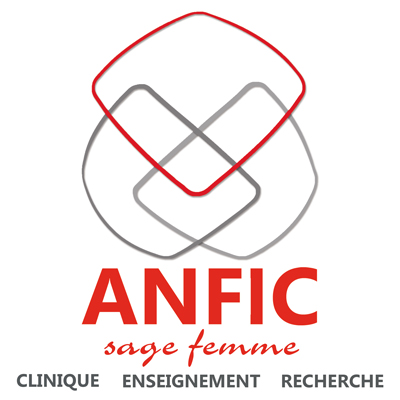 ANFIC
sage femme
CLINIQUE ENSEIGNEMENT RECHERCHE